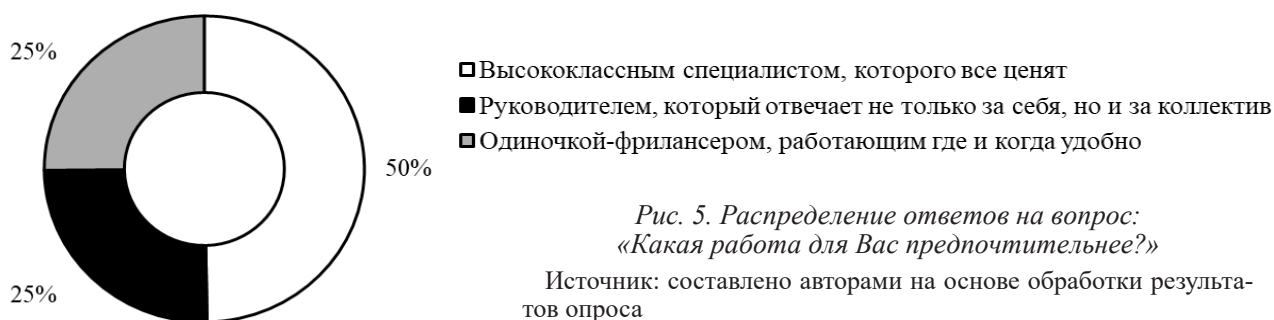 25%
50%
25%
Высококлассным специалистом, которого все ценят
Руководителем, который отвечает не только за себя, но и за коллектив
Одиночкой-фрилансером, работающим где и когда удобно
Рис. 5. Распределение ответов на вопрос:
«Какая работа для Вас предпочтительнее?»
Источник: составлено авторами на основе обработки результа-
тов опроса